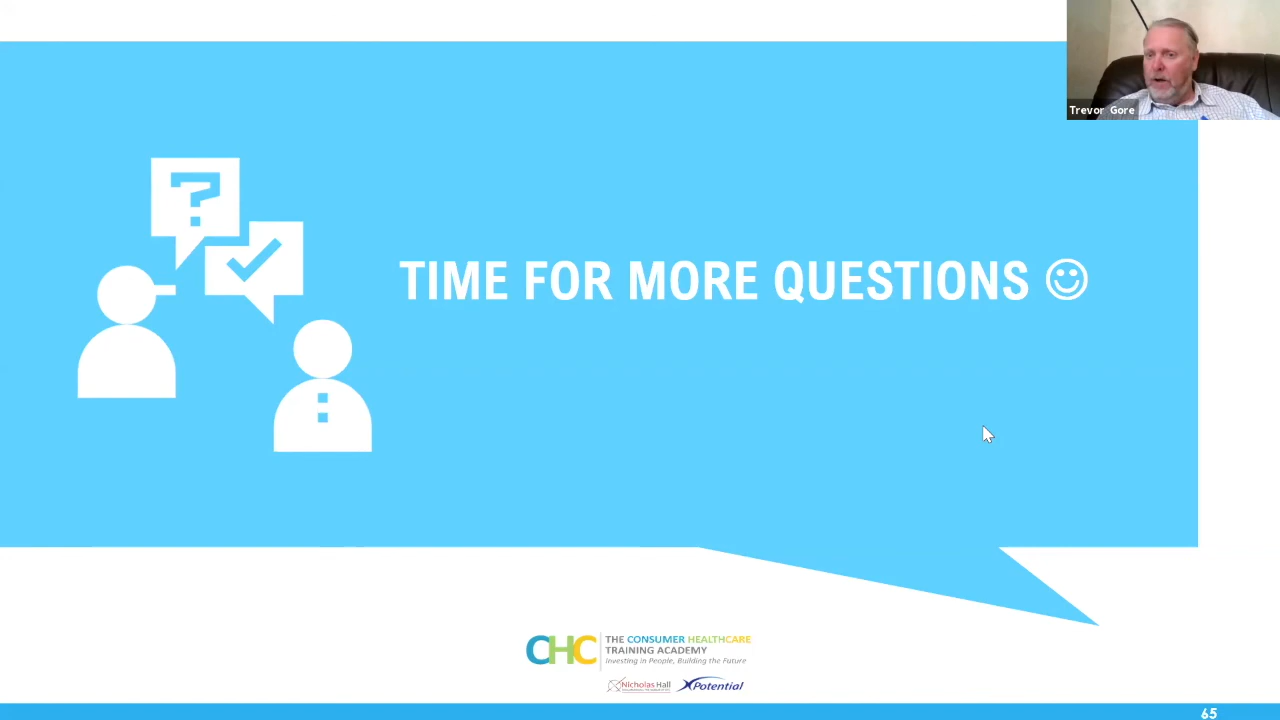 Trevor Gore
?
TIME FOR MORE QUESTIONS ☺
CHC
THE CONSUMER HEALTHCARE
TRAINING ACADEMY
Investing in People, Building the Future
Nicholas Hall
XPotential
65